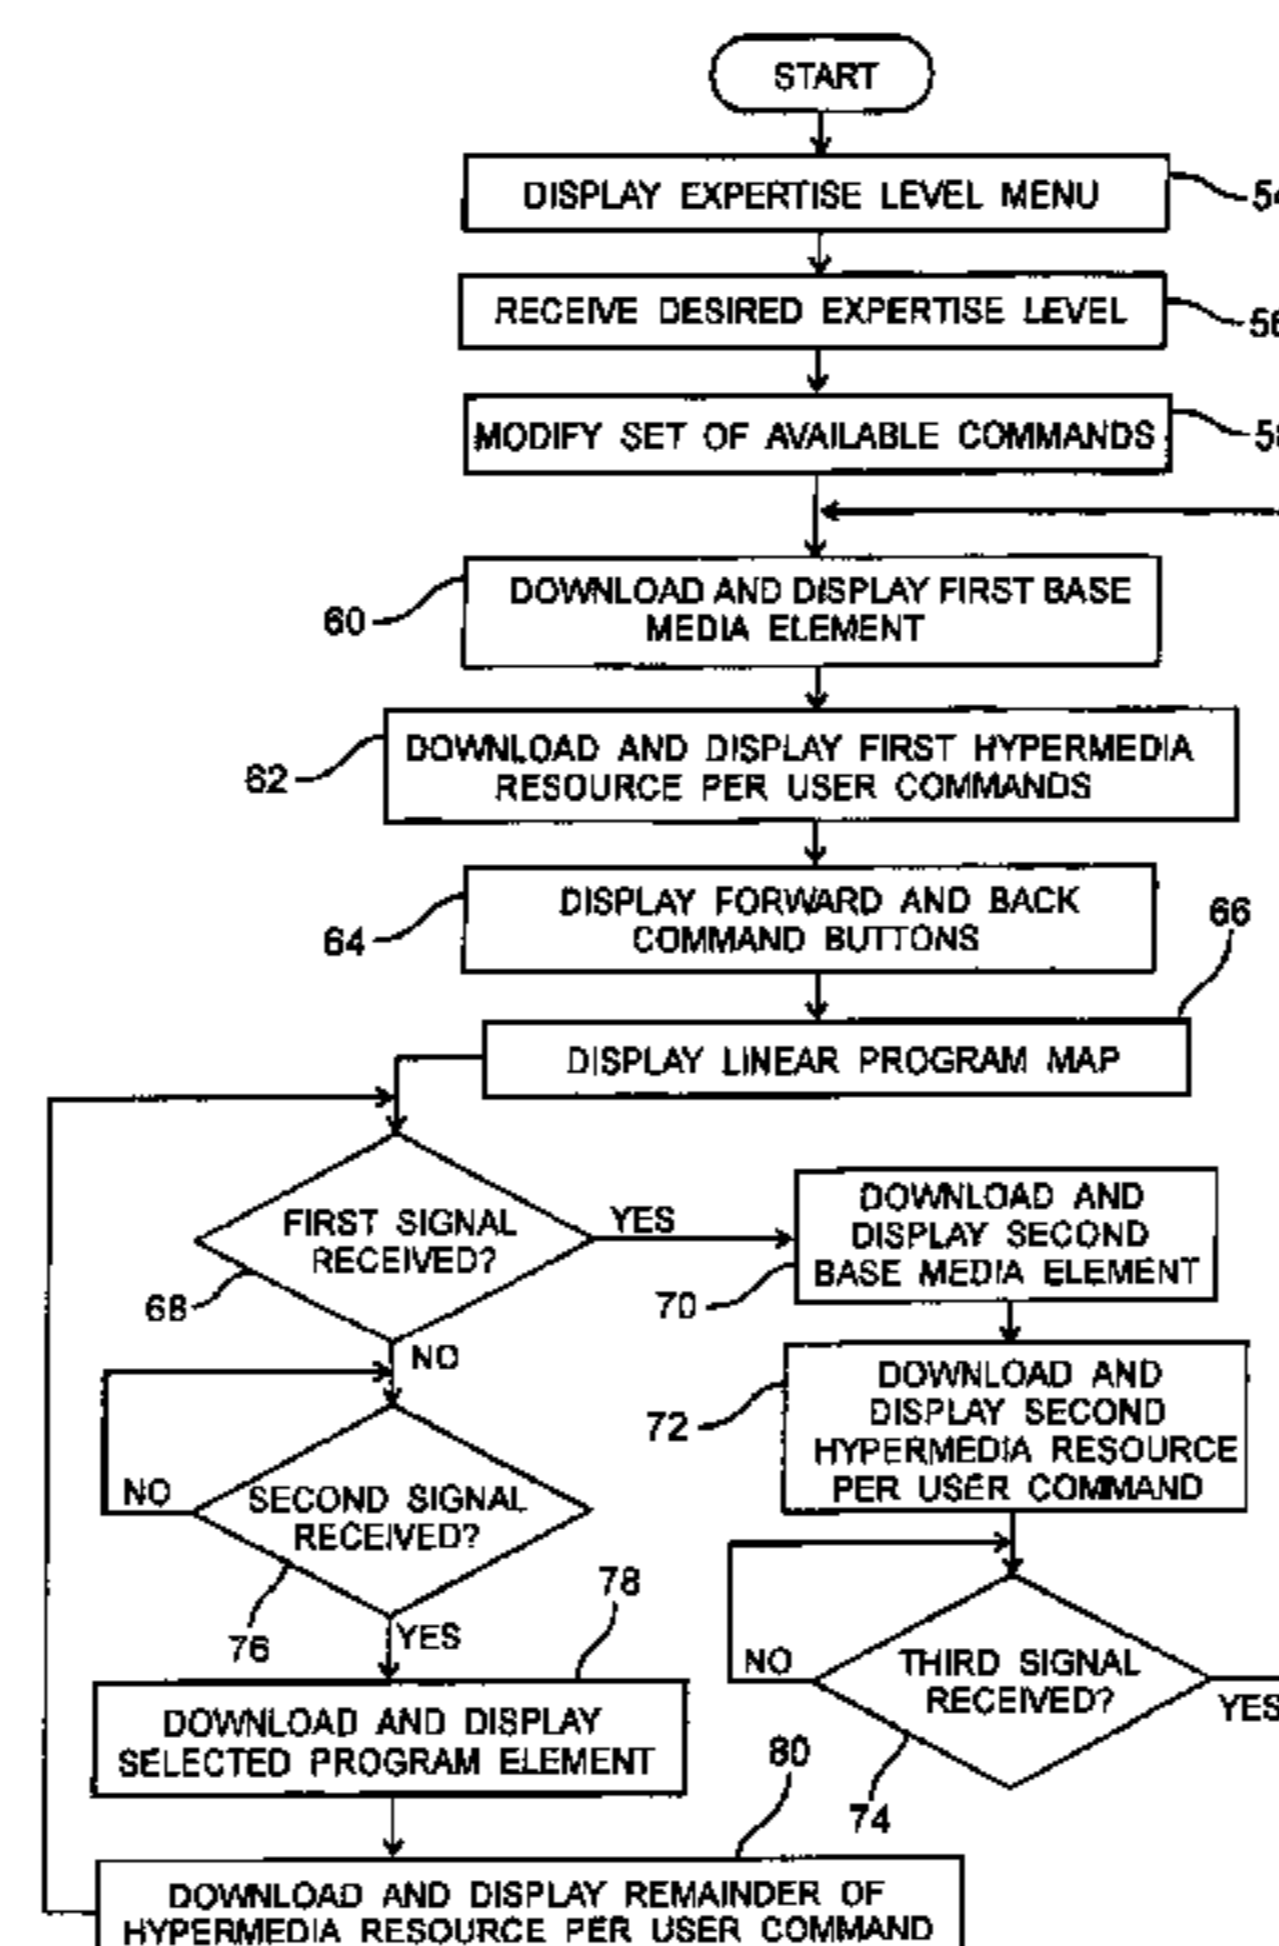 START
DISPLAY EXPERTISE LEVEL MENU
RECEIVE DESIRED EXPERTISE LEVEL
56
MODIFY SET OF AVAILABLE COMMANDS
DOWNLOAD AND DISPLAY FIRST BASE
MEDIA ELEMENT
60
DOWNLOAD AND DISPLAY FIRST HYPERMEDIA
RESOURCE PER USER COMMANDS
62
DISPLAY FORWARD AND BACK
COMMAND BUTTONS
64
66
DISPLAY LINEAR PROGRAM MAP
FIRST SIGNAL
RECEIVED?
68
YES
NO
DOWNLOAD AND
DISPLAY SECOND
BASE MEDIA ELEMENT
70
DOWNLOAD AND
DISPLAY SECOND
HYPERMEDIA RESOURCE
PER USER COMMAND
72
SECOND SIGNAL
RECEIVED?
NO
76
YES
78
DOWNLOAD AND DISPLAY
SELECTED PROGRAM ELEMENT
THIRD SIGNAL
RECEIVED?
NO
YES
74
80
DOWNLOAD AND DISPLAY REMAINDER OF
HYPERMEDIA RESOURCE PER USER COMMAND